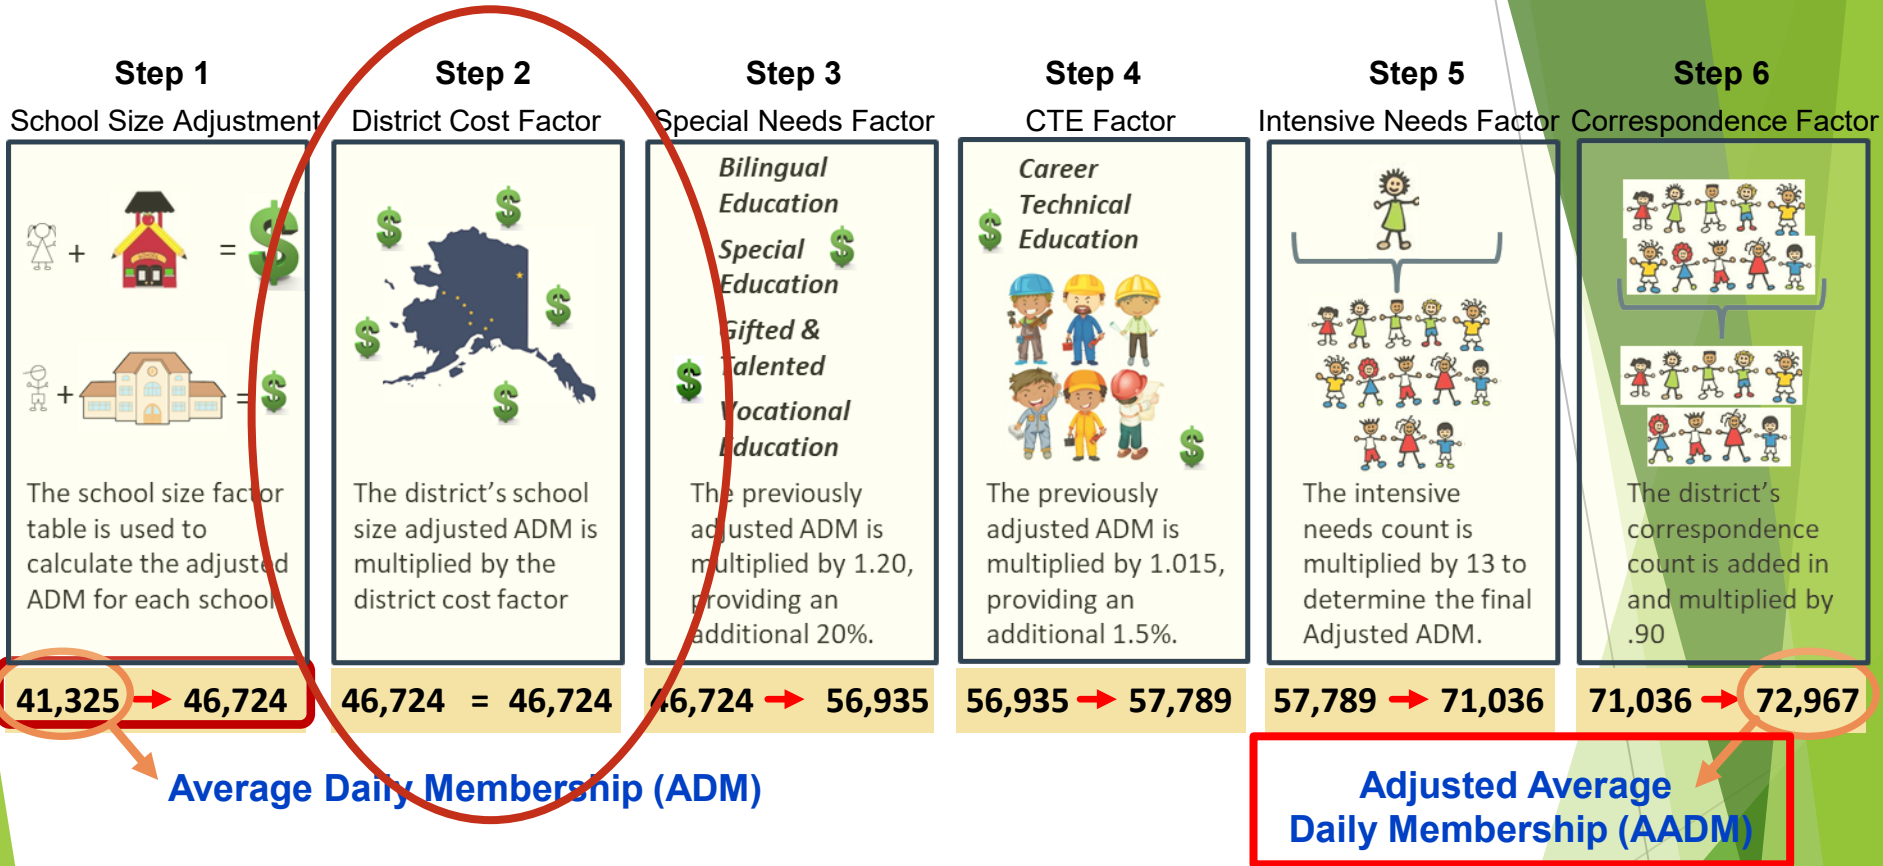 Step 1
School Size Adjustment
+ = $
+ = $
The school size factor
table is used to
calculate the adjusted
ADM for each school
41,325 → 46,724
Step 2
District Cost Factor
$
$
$
$
$
The district's school
size adjusted ADM is
multiplied by the
district cost factor
46,724 = 46,724
Step 3
Special Needs Factor
Bilingual
Education
Special $
Education
Gifted &
Talented
$
Vocational
Education
The previously
adjusted ADM is
multiplied by 1.20,
providing an
additional 20%.
46,724 → 56,935
Step 4
CTE Factor
Career
Technical
$ Education
$
The previously
adjusted ADM is
multiplied by 1.015,
providing an
additional 1.5%.
56,935 → 57,789
Step 5
Intensive Needs Factor
The intensive
needs count is
multiplied by 13 to
determine the final
Adjusted ADM.
57,789 → 71,036
Step 6
Correspondence Factor
The district's
correspondence
count is added in
and multiplied by
.90
71,036 → 72,967
Average Daily Membership (ADM)
Adjusted Average
Daily Membership (AADM)